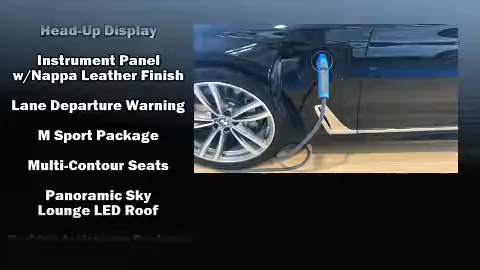 Head-Up Display
Instrument Panel
w/Nappa Leather Finish
Lane Departure Warning
M Sport Package
Multi-Contour Seats
Panoramic Sky
Lounge LED Roof